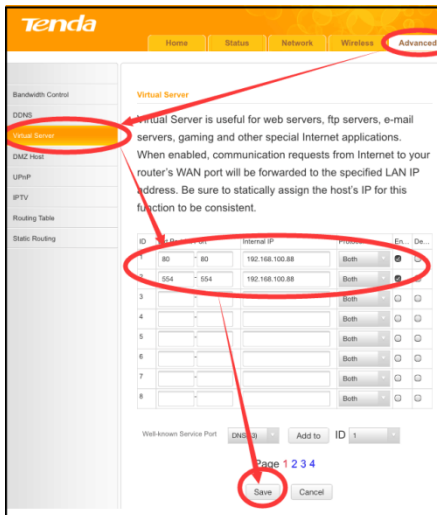 Tenda
Home Status Network Wireless Advanced
Bandwidth Control
DDNS
Virtual Server
DMZ Host
UPnP
IPTV
Routing Table
Static Routing
Virtual Server
Virtual Server is useful for web servers, ftp servers, e-mail
servers, gaming and other special Internet applications.
When enabled, communication requests from Internet to your
router's WAN port will be forwarded to the specified LAN IP
address. Be sure to statically assign the host's IP for this
function to be consistent.
ID Internal IP En... De...
1 80 - 80 192.168.100.88 Both
2 554 - 554 192.168.100.88 Both
3 - Both
4 - Both
5 - Both
6 - Both
7 - Both
8 - Both
Well-known Service Port Add to ID 1
Page 1 2 3 4
Save Cancel